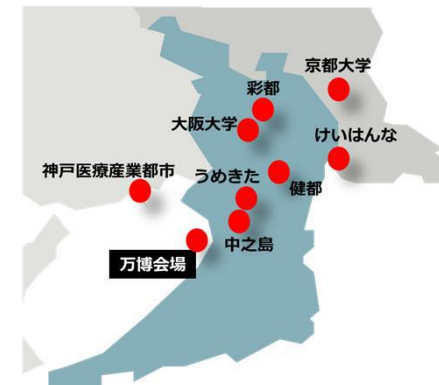 京都大学
彩都
大阪大学
けいはんな
神戸医療産業都市
うめきた
健都
中之島
万博会場